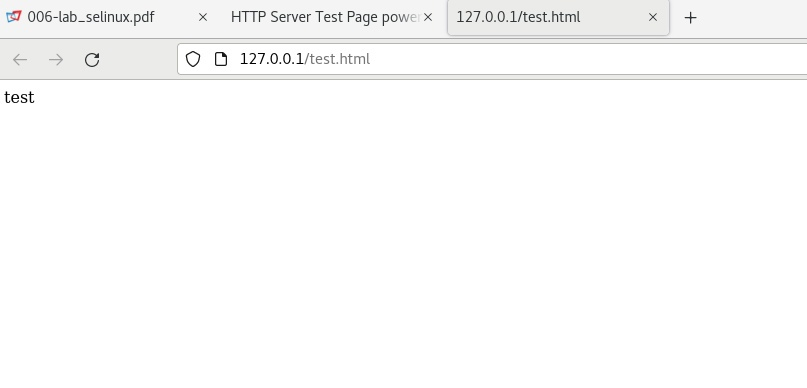 006-lab_selinux.pdf
HTTP Server Test Page powe
127.0.0.1/test.html
127.0.0.1/test.html
test